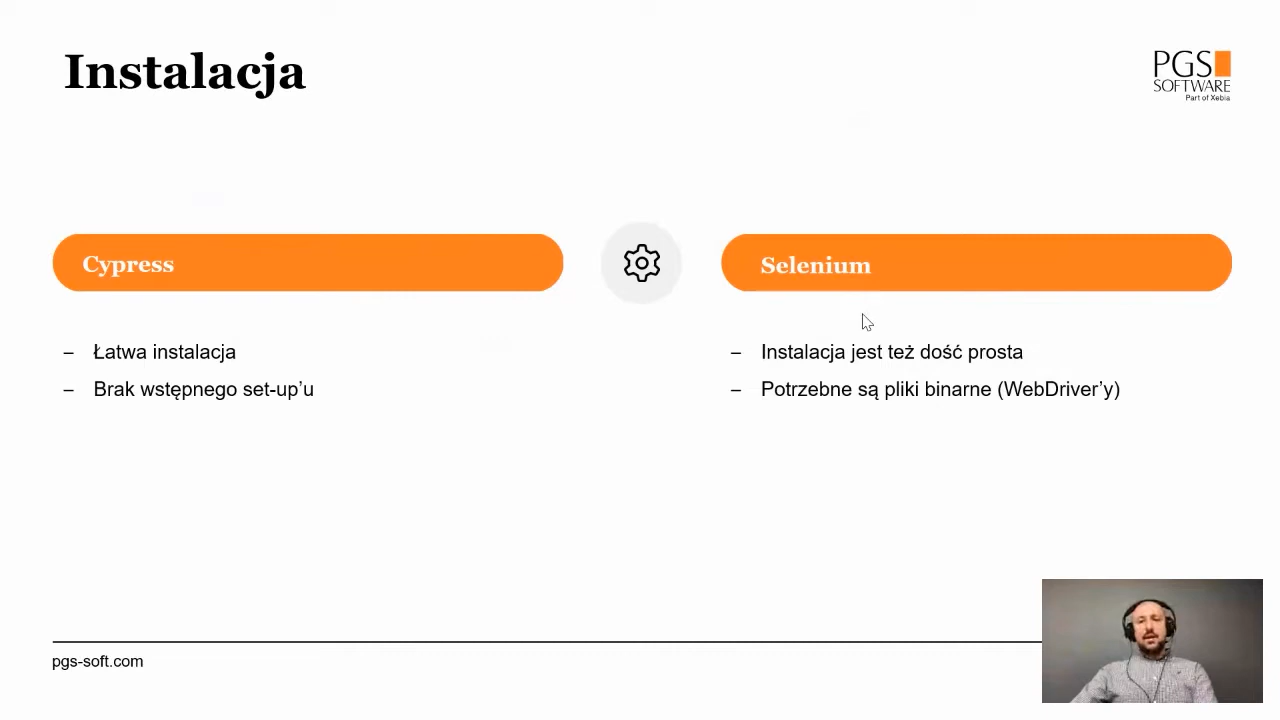 Instalacja
PGS
SOFTWARE
Part of Xebia
Cypress
Selenium
– Łatwa instalacja
– Brak wstępnego set-up’u
– Instalacja jest też dość prosta
– Potrzebne są pliki binarne (WebDriver’y)
pgs-soft.com